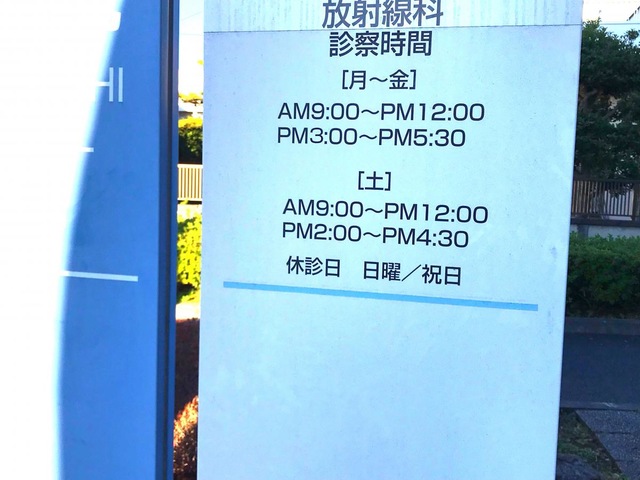 放射線科
診察時間
[月～金]
AM9:00～PM12:00
PM3:00～PM5:30
[土]
AM9:00～PM12:00
PM2:00～PM4:30
休診日 日曜／祝日
HI